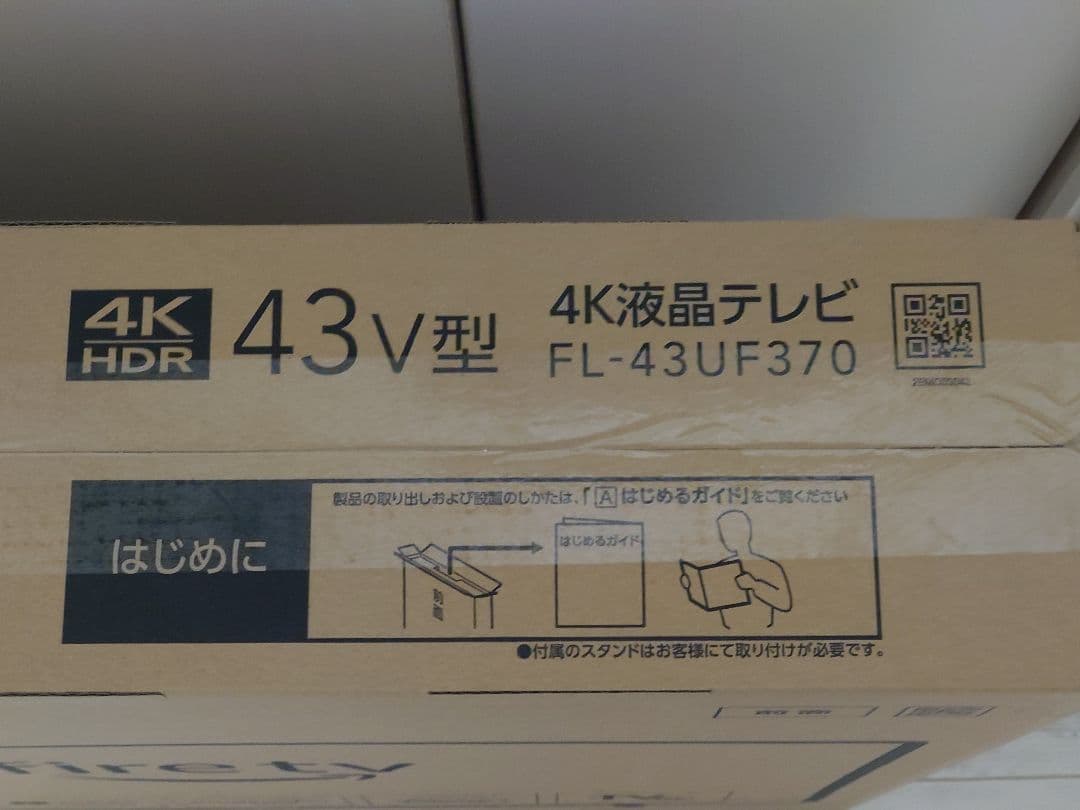 4K
HDR
43V型
4K液晶テレビ
FL-43UF370
はじめに
製品の取り出しおよび設置のしかたは、「Aはじめるガイド」をご覧ください
はじめるガイド
●付属のスタンドはお客様にて取り付けが必要です。
fire tv